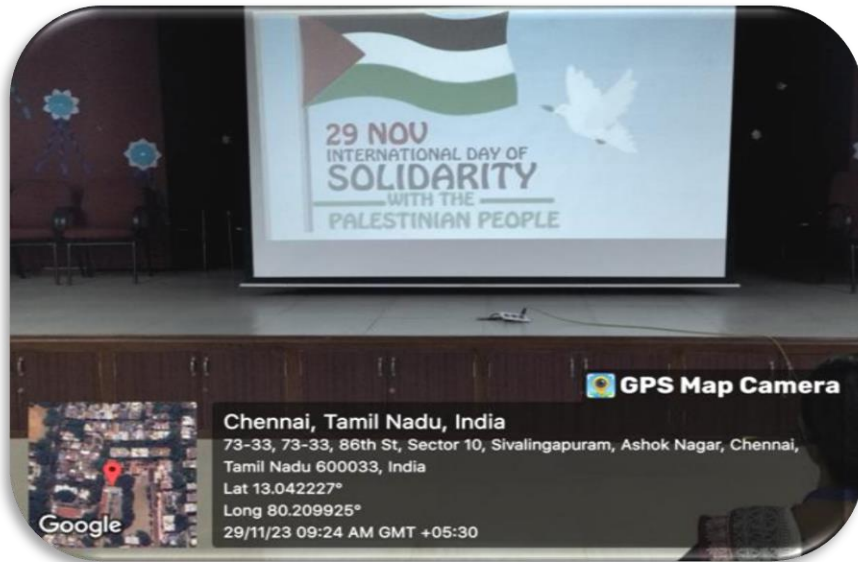 29 NOV
INTERNATIONAL DAY OF
SOLIDARITY
WITH THE
PALESTINIAN PEOPLE
GPS Map Camera
Chennai, Tamil Nadu, India
73-33, 73-33, 86th St, Sector 10, Sivalingapuram, Ashok Nagar, Chennai,
Tamil Nadu 600033, India
Lat 13.042227°
Long 80.209925°
29/11/23 09:24 AM GMT +05:30
Google